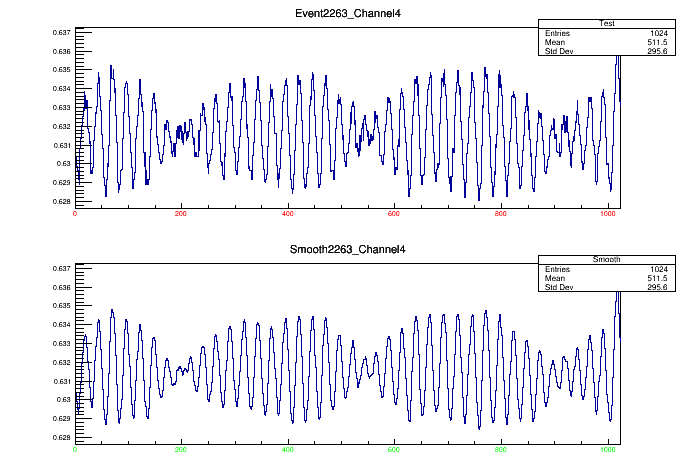 Event2263_Channel4
Test
Entries 1024
Mean 511.5
Std Dev 295.6
0.637
0.636
0.635
0.634
0.633
0.632
0.631
0.63
0.629
0.628
0 200 400 600 800 1000
Smooth2263_Channel4
Smooth
Entries 1024
Mean 511.5
Std Dev 295.6
0.637
0.636
0.635
0.634
0.633
0.632
0.631
0.63
0.629
0.628
0 200 400 600 800 1000